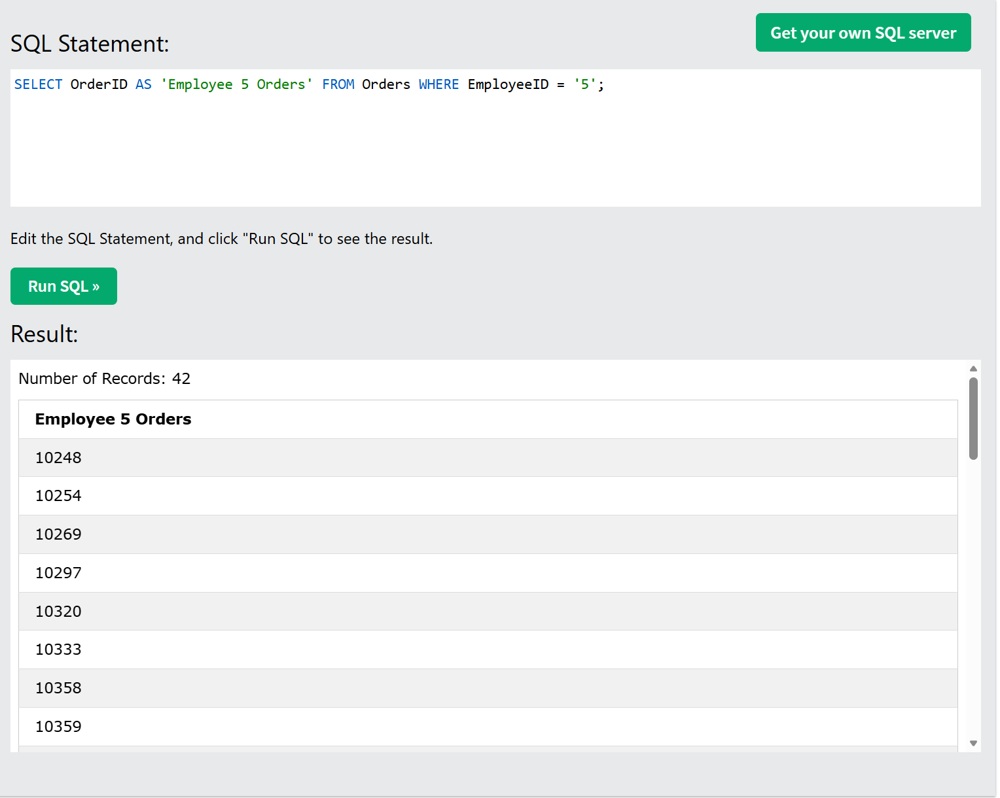 SQL Statement:
Get your own SQL server
SELECT OrderID AS 'Employee 5 Orders' FROM Orders WHERE EmployeeID = '5';
Edit the SQL Statement, and click "Run SQL" to see the result.
Run SQL »
Result:
Number of Records: 42
Employee 5 Orders
10248
10254
10269
10297
10320
10333
10358
10359